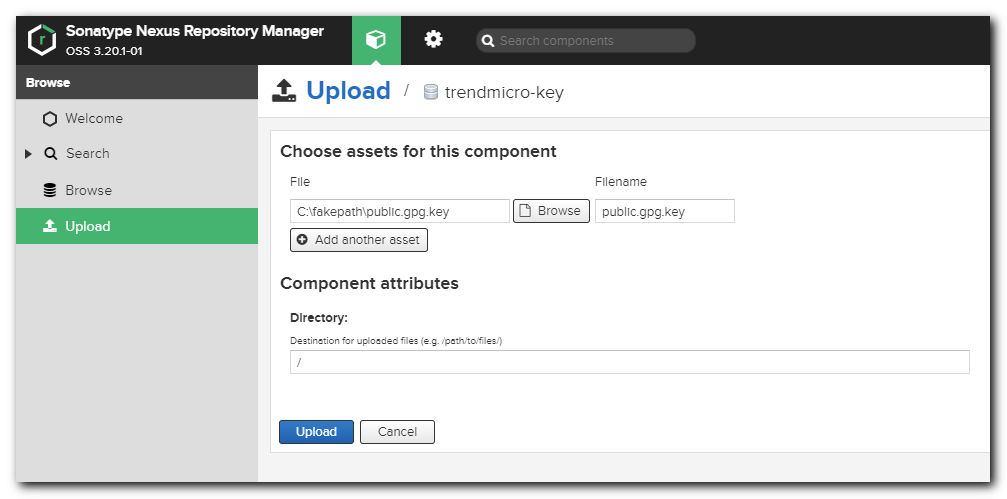 Sonatype Nexus Repository Manager
OSS 3.20.1-01
Search components
Browse
Welcome
Search
Browse
Upload
Upload / trendmicro-key
Choose assets for this component
File Filename
C:\fakepath\public.gpg.key Browse public.gpg.key
Add another asset
Component attributes
Directory:
Destination for uploaded files (e.g. /path/to/files/)
/
Upload Cancel